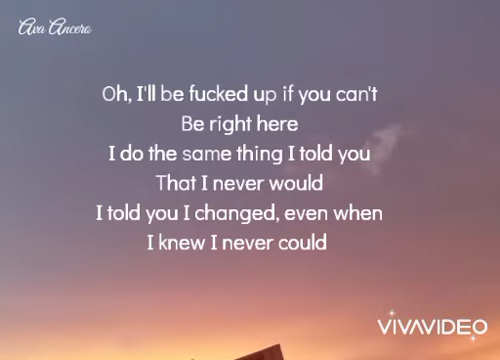 Ava Ancero
Oh, I'll be fucked up if you can't
Be right here
I do the same thing I told you
That I never would
I told you I changed, even when
I knew I never could
VIVAVIDEO